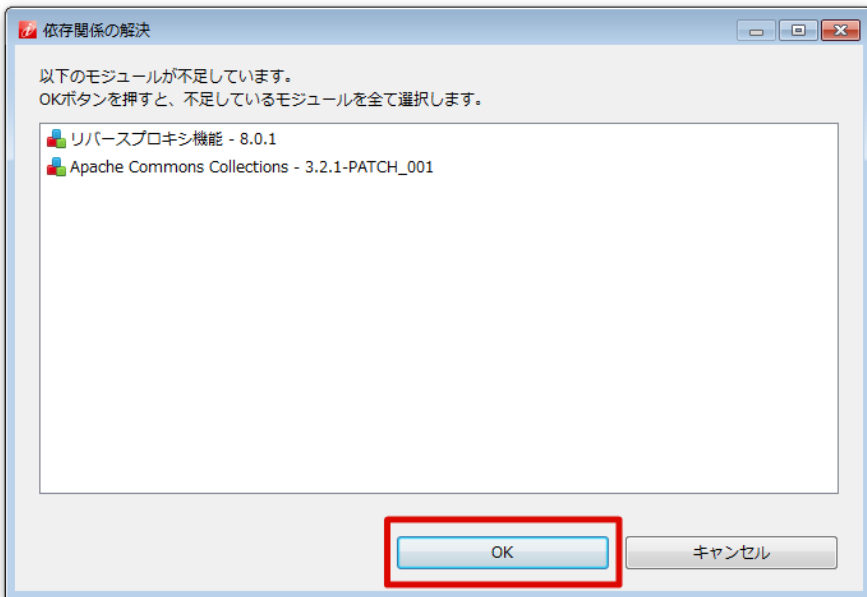 依存関係の解決
以下のモジュールが不足しています。
OKボタンを押すと、不足しているモジュールを全て選択します。
リバースプロキシ機能 - 8.0.1
Apache Commons Collections - 3.2.1-PATCH_001
OK
キャンセル